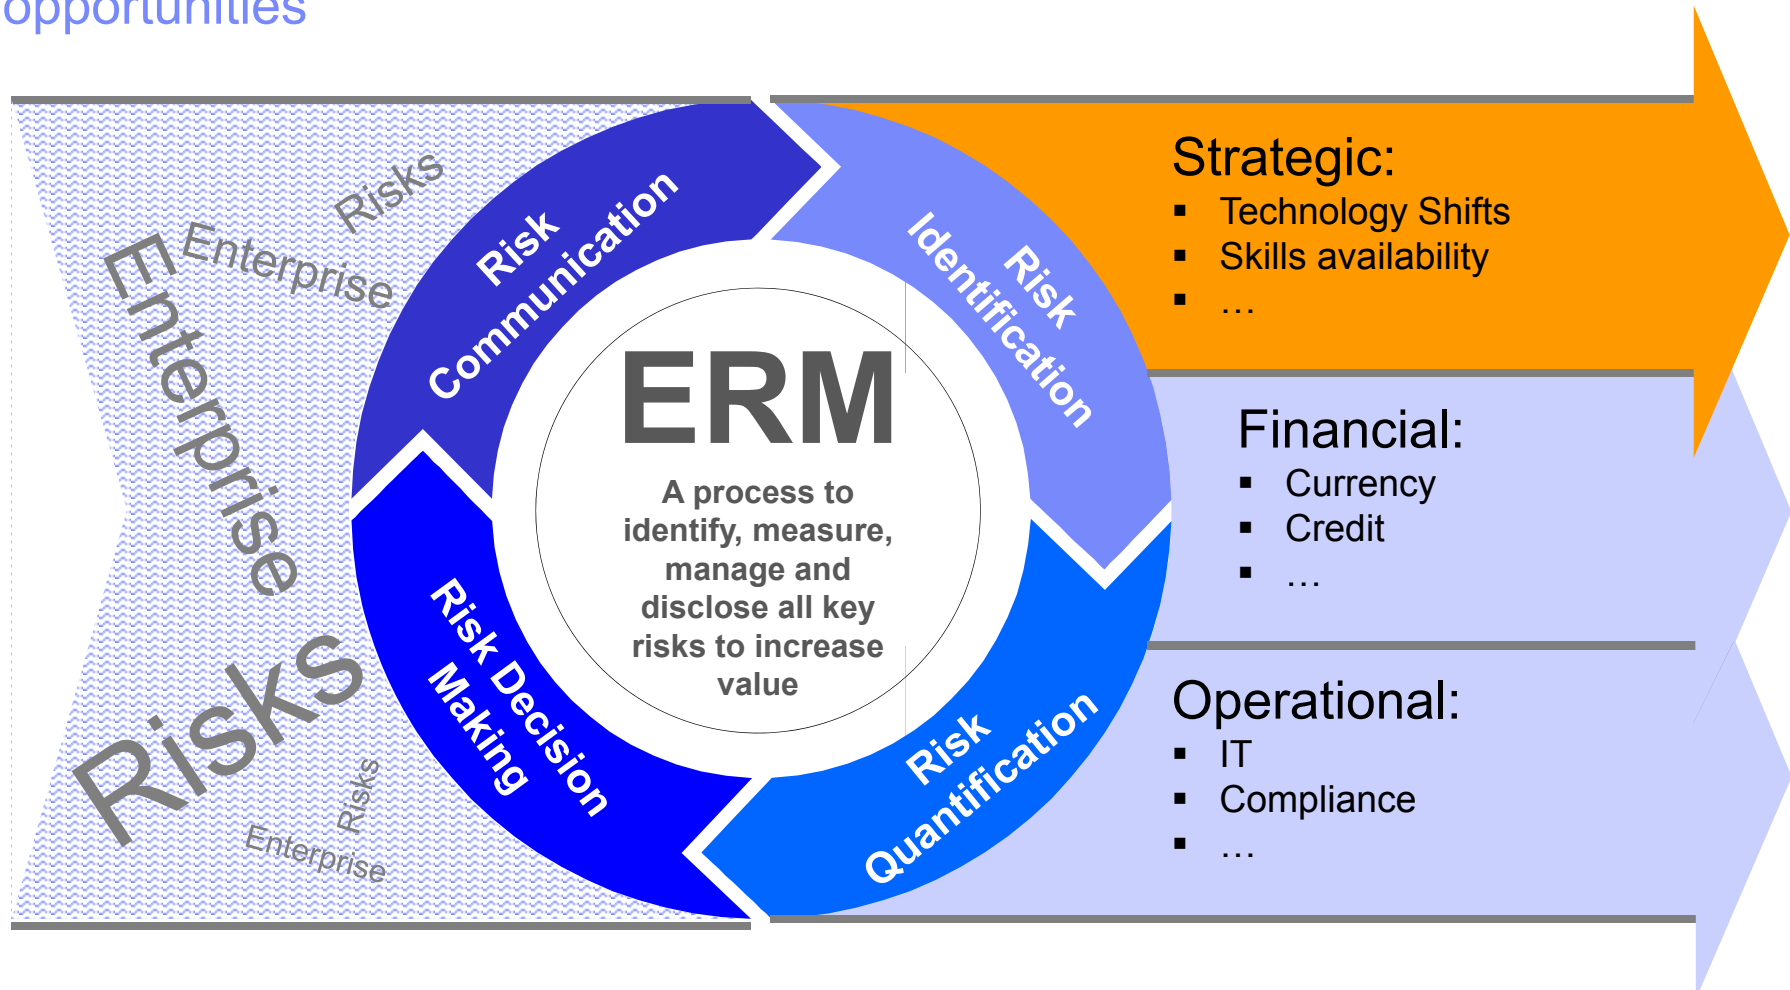 opportunities
Risks
Enterprise
Enterprise
Risks
Risks
Enterprise
Risk
Communication
Risk
Identification
Risk Decision
Making
Risk
Quantification
ERM
A process to
identify, measure,
manage and
disclose all key
risks to increase
value
Strategic:
▪ Technology Shifts
▪ Skills availability
▪ …
Financial:
▪ Currency
▪ Credit
▪ …
Operational:
▪ IT
▪ Compliance
▪ …